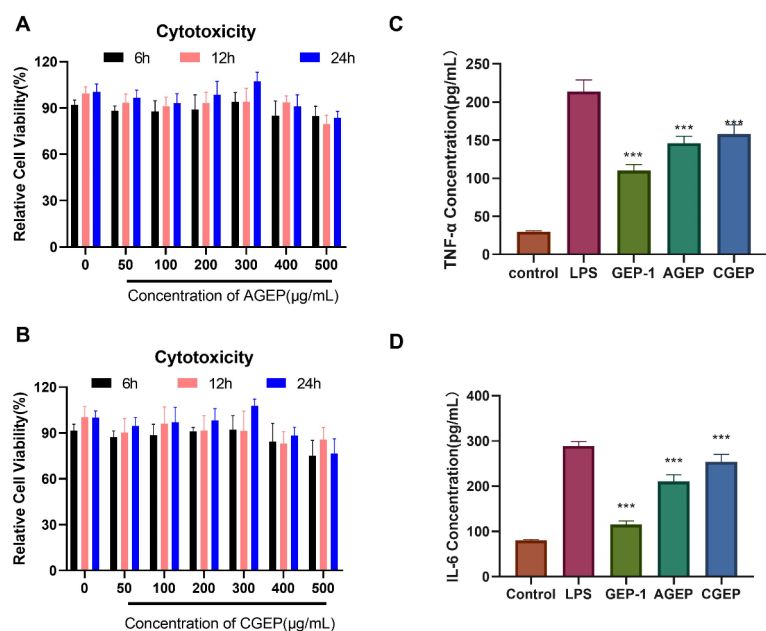 A
Cytotoxicity
6h 12h 24h
Relative Cell Viability(%)
120
90
60
30
0
0 50 100 200 300 400 500
Concentration of AGEP(μg/mL)
B
Cytotoxicity
6h 12h 24h
Relative Cell Viability(%)
120
90
60
30
0
0 50 100 200 300 400 500
Concentration of CGEP(μg/mL)
C
TNF-α Concentration(pg/mL)
250
200
150
100
50
0
***
***
***
control LPS GEP-1 AGEP CGEP
D
IL-6 Concentration(pg/mL)
400
300
200
100
0
***
***
***
Control LPS GEP-1 AGEP CGEP